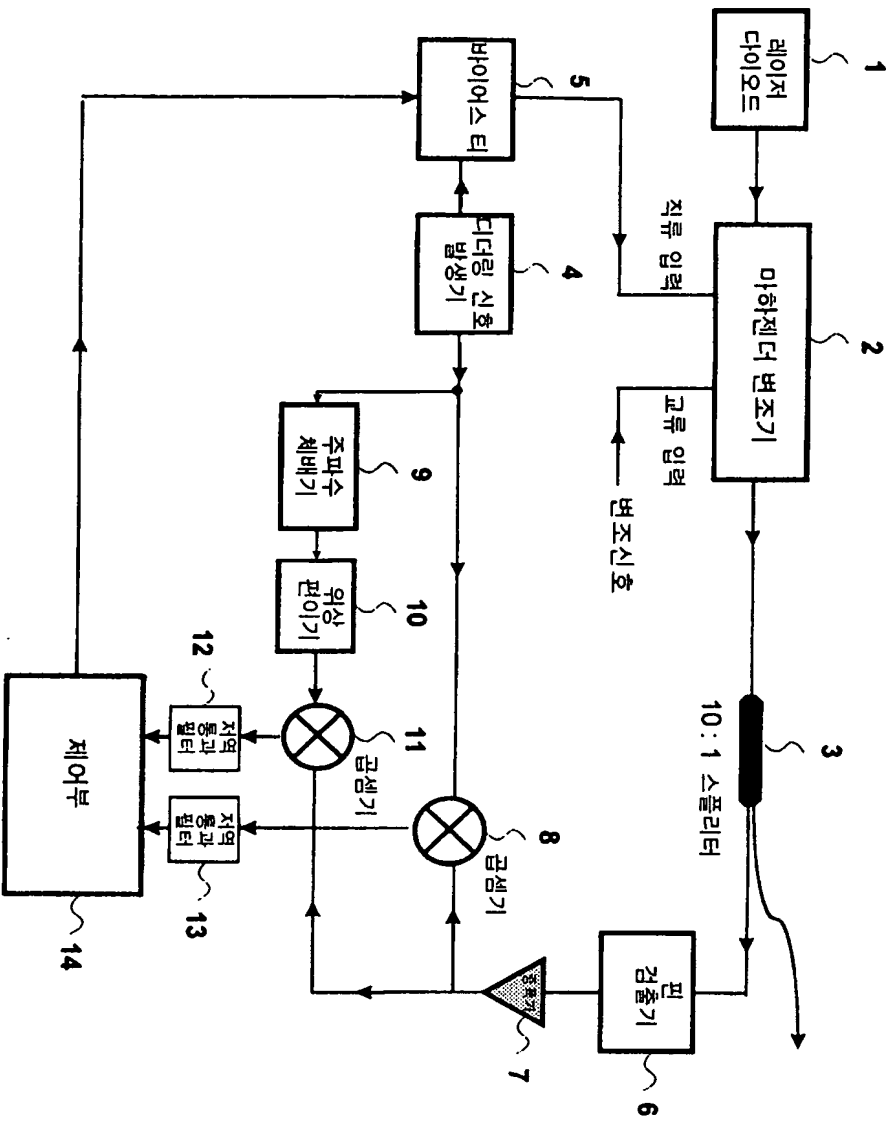 레이저
다이오드
1
마하젠더 변조기
2
직류 입력
교류 입력
변조신호
10 : 1 스플리터
3
바이어스 티
5
디더링 신호
발생기
4
주파수
체배기
9
위상
편이기
10
곱셈기
11
곱셈기
8
핀
검출기
6
증폭기
7
저역
통과
필터
12
저역
통과
필터
13
제어부
14